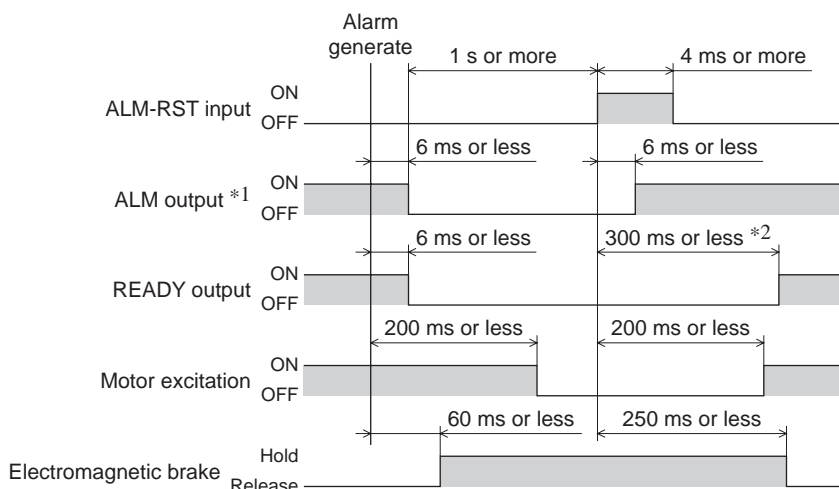 Alarm
generate
1 s or more
4 ms or more
ALM-RST input
ON
OFF
6 ms or less
6 ms or less
ALM output *1
ON
OFF
6 ms or less
300 ms or less *2
READY output
ON
OFF
200 ms or less
200 ms or less
Motor excitation
ON
OFF
60 ms or less
250 ms or less
Electromagnetic brake
Hold
Release